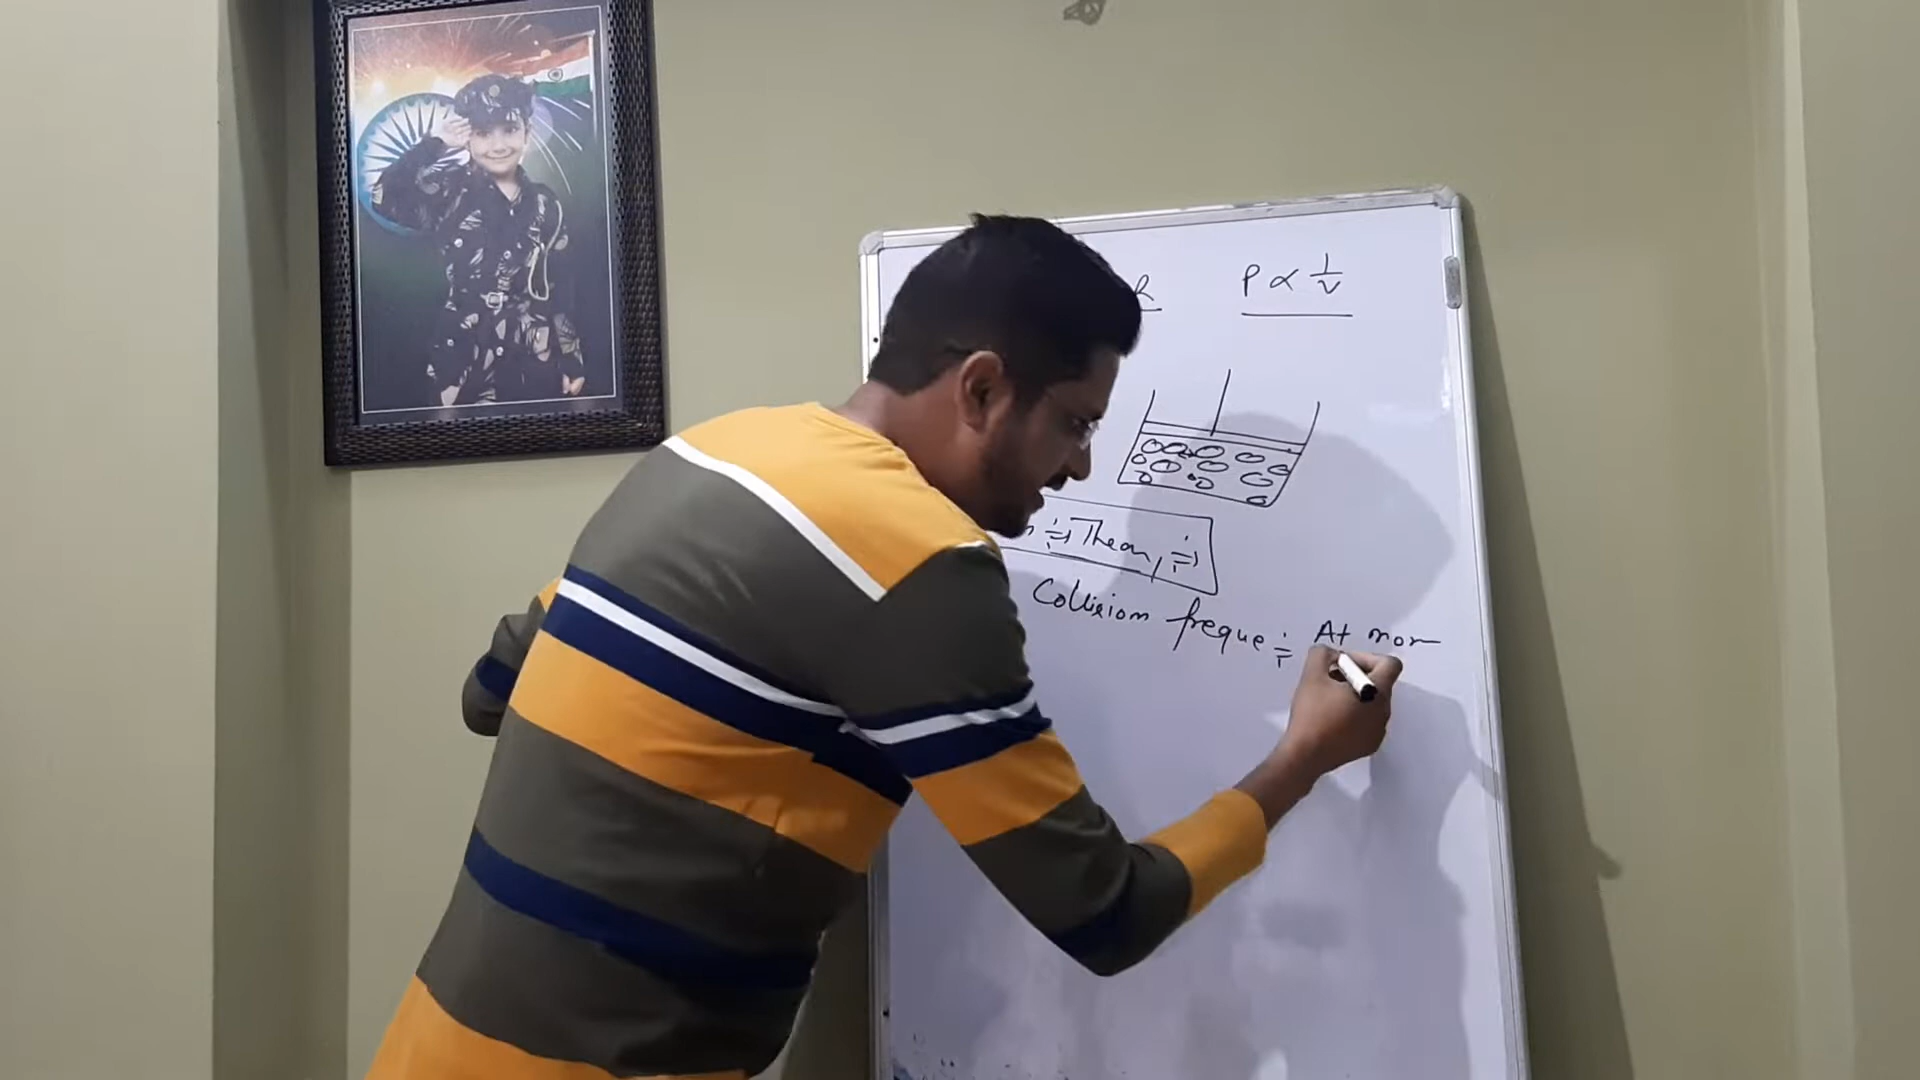 R P ∝ 1/v
n ÷ Theory ÷
Collision freque ÷ At nor